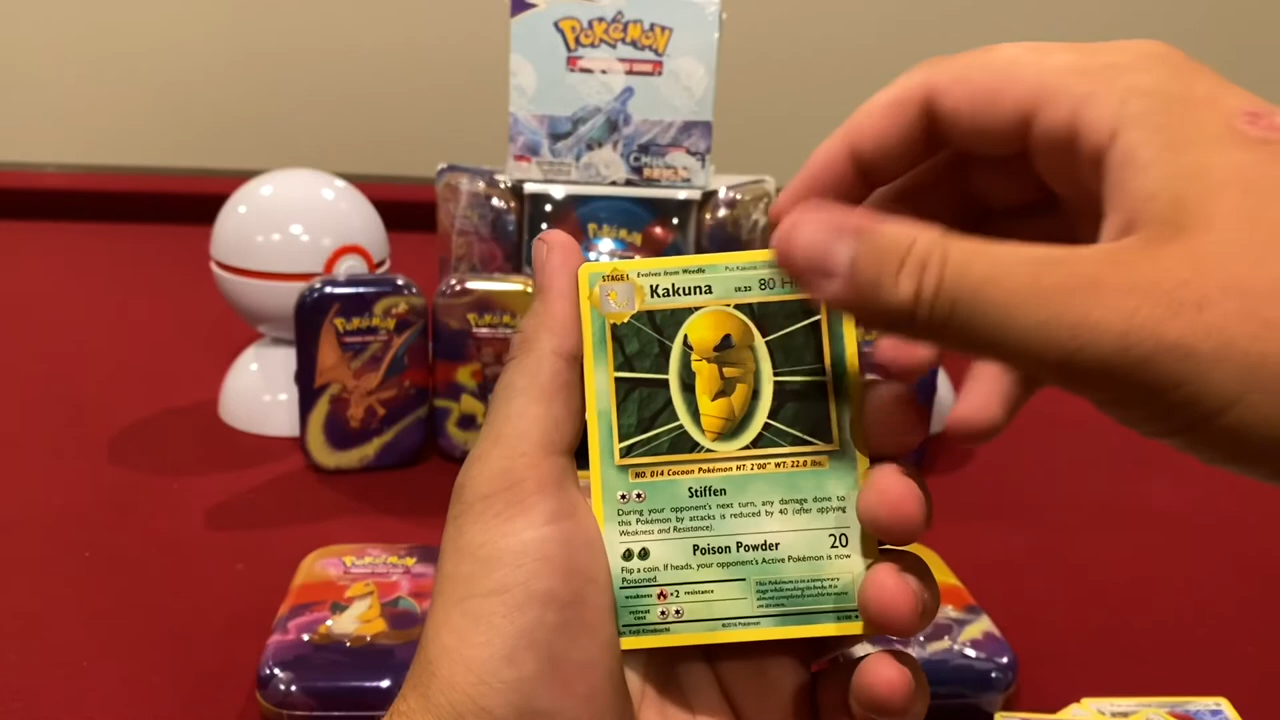 POKéMON
CHILLING
REIGN
POKéMON
POKéMON
POKéMON
STAGE 1
Evolves from Weedle
Put Kakuna
Kakuna
LV.23 80
NO. 014 Cocoon Pokémon HT: 2'00" WT: 22.0 lbs.
Stiffen
During your opponent's next turn, any damage done to
this Pokémon by attacks is reduced by 40 (after applying
Weakness and Resistance).
Poison Powder 20
Flip a coin. If heads, your opponent's Active Pokémon is now
Poisoned.
weakness ×2 resistance
retreat
cost
This Pokémon is in a temporary
stage while making its body. It is
almost completely unable to move
on its own.
Keiji Kinebuchi
©2016 Pokémon
POKéMON